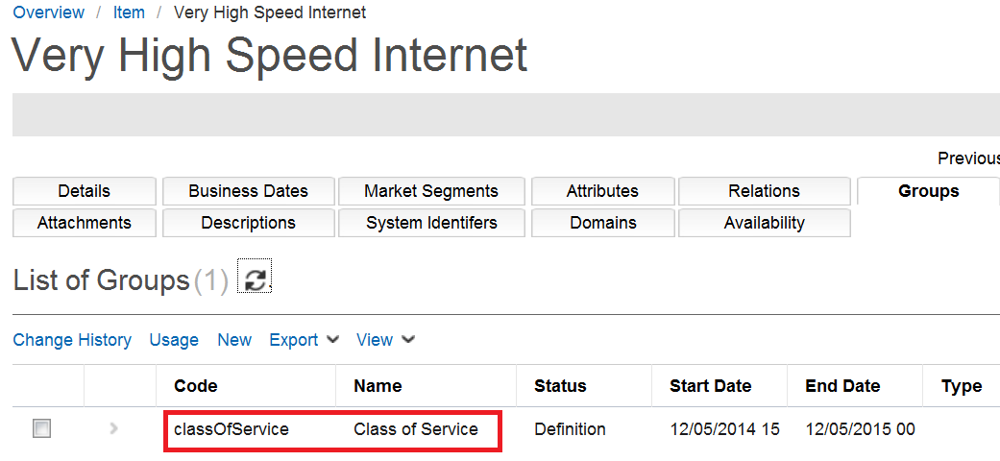 Overview / Item / Very High Speed Internet
Very High Speed Internet
Previous
Details Business Dates Market Segments Attributes Relations Groups
Attachments Descriptions System Identifers Domains Availability
List of Groups (1)
Change History Usage New Export View
Code Name Status Start Date End Date Type
classOfService Class of Service Definition 12/05/2014 15 12/05/2015 00